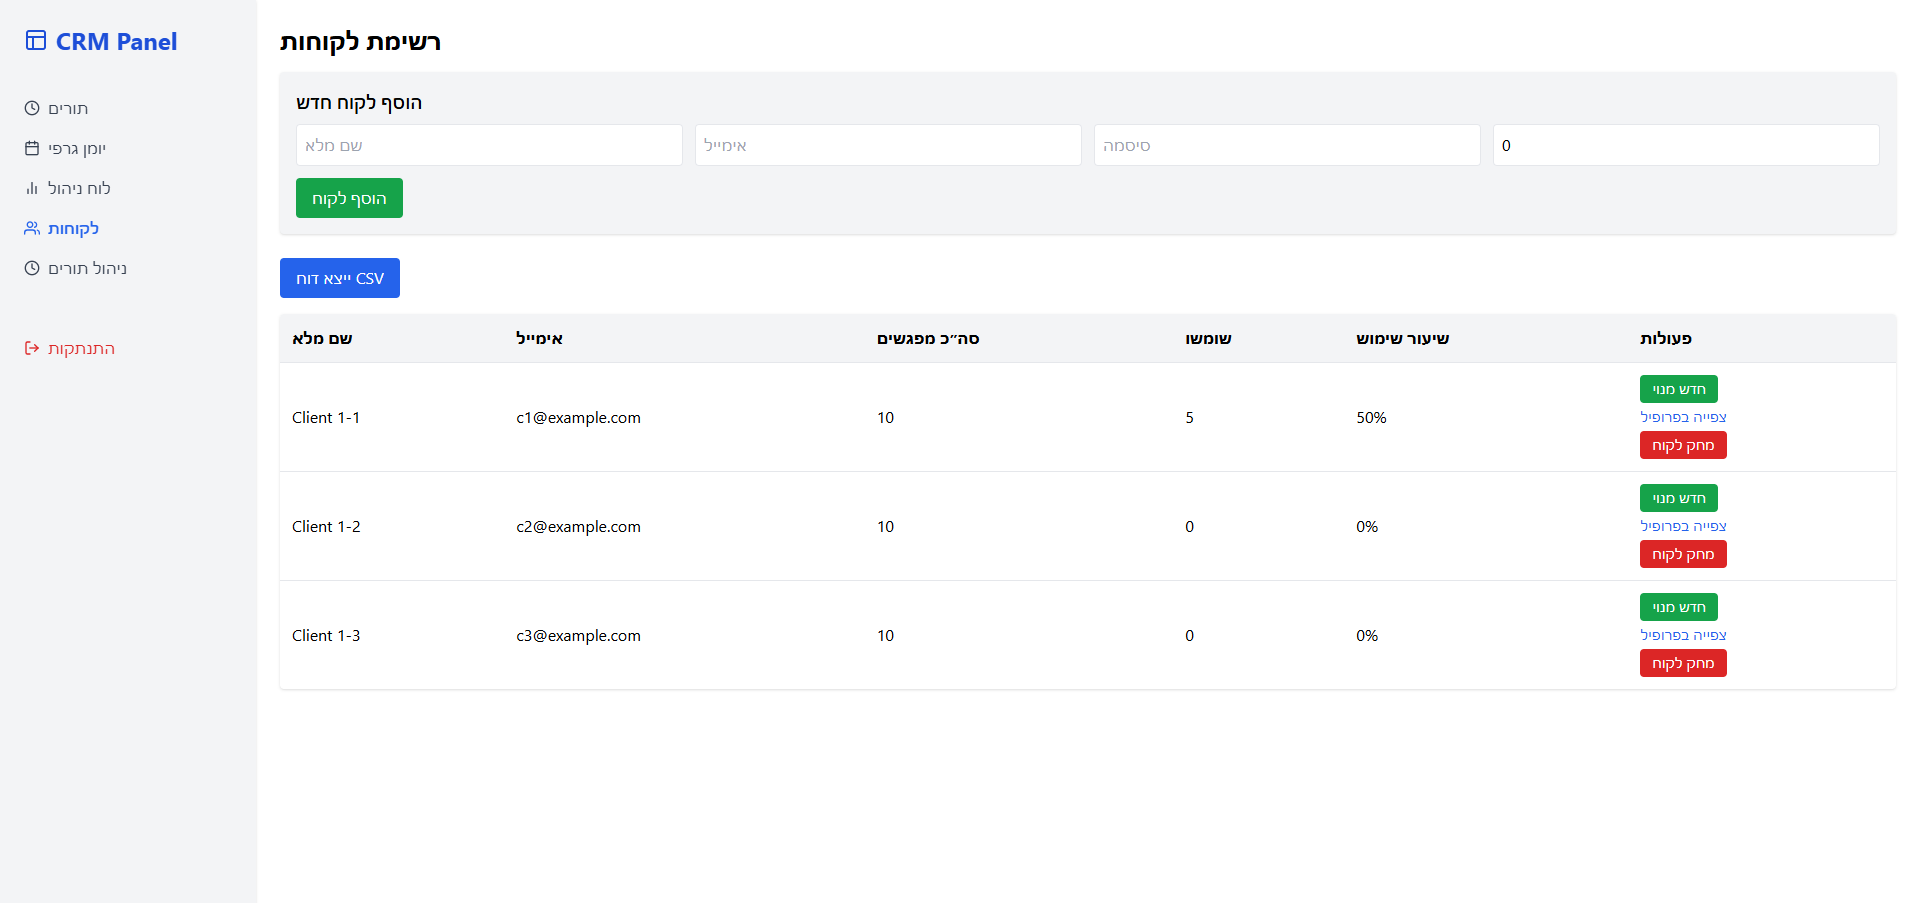 CRM Panel
תורים
יומן גרפי
לוח ניהול
לקוחות
ניהול תורים
התנתקות
רשימת לקוחות
הוסף לקוח חדש
שם מלא
אימייל
סיסמה
0
הוסף לקוח
ייצא דוח CSV
שם מלא אימייל סה״כ מפגשים שומשו שיעור שימוש פעולות
Client 1-1 c1@example.com 10 5 50%
חדש מנוי
צפייה בפרופיל
מחק לקוח
Client 1-2 c2@example.com 10 0 0%
חדש מנוי
צפייה בפרופיל
מחק לקוח
Client 1-3 c3@example.com 10 0 0%
חדש מנוי
צפייה בפרופיל
מחק לקוח